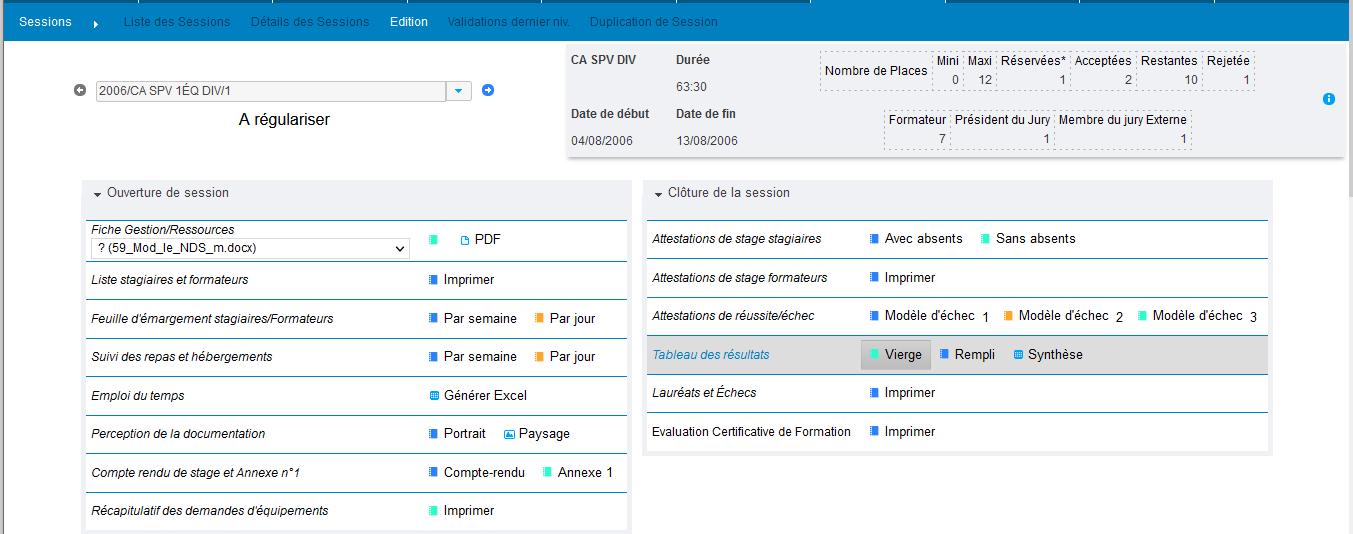 Sessions Liste des Sessions Détails des Sessions Edition Validations dernier niv. Duplication de Session
2006/CA SPV 1ÉQ DIV/1
A régulariser
CA SPV DIV Durée
63:30
Date de début Date de fin
04/08/2006 13/08/2006
Nombre de Places Mini Maxi Réservées* Acceptées Restantes Rejetée
0 12 1 2 10 1
Formateur Président du Jury Membre du jury Externe
7 1 1
Ouverture de session
Fiche Gestion/Ressources
? (59_Mod_le_NDS_m.docx) PDF
Liste stagiaires et formateurs Imprimer
Feuille d'émargement stagiaires/Formateurs Par semaine Par jour
Suivi des repas et hébergements Par semaine Par jour
Emploi du temps Générer Excel
Perception de la documentation Portrait Paysage
Compte rendu de stage et Annexe n°1 Compte-rendu Annexe 1
Récapitulatif des demandes d'équipements Imprimer
Clôture de la session
Attestations de stage stagiaires Avec absents Sans absents
Attestations de stage formateurs Imprimer
Attestations de réussite/échec Modèle d'échec 1 Modèle d'échec 2 Modèle d'échec 3
Tableau des résultats Vierge Rempli Synthèse
Lauréats et Échecs Imprimer
Evaluation Certificative de Formation Imprimer